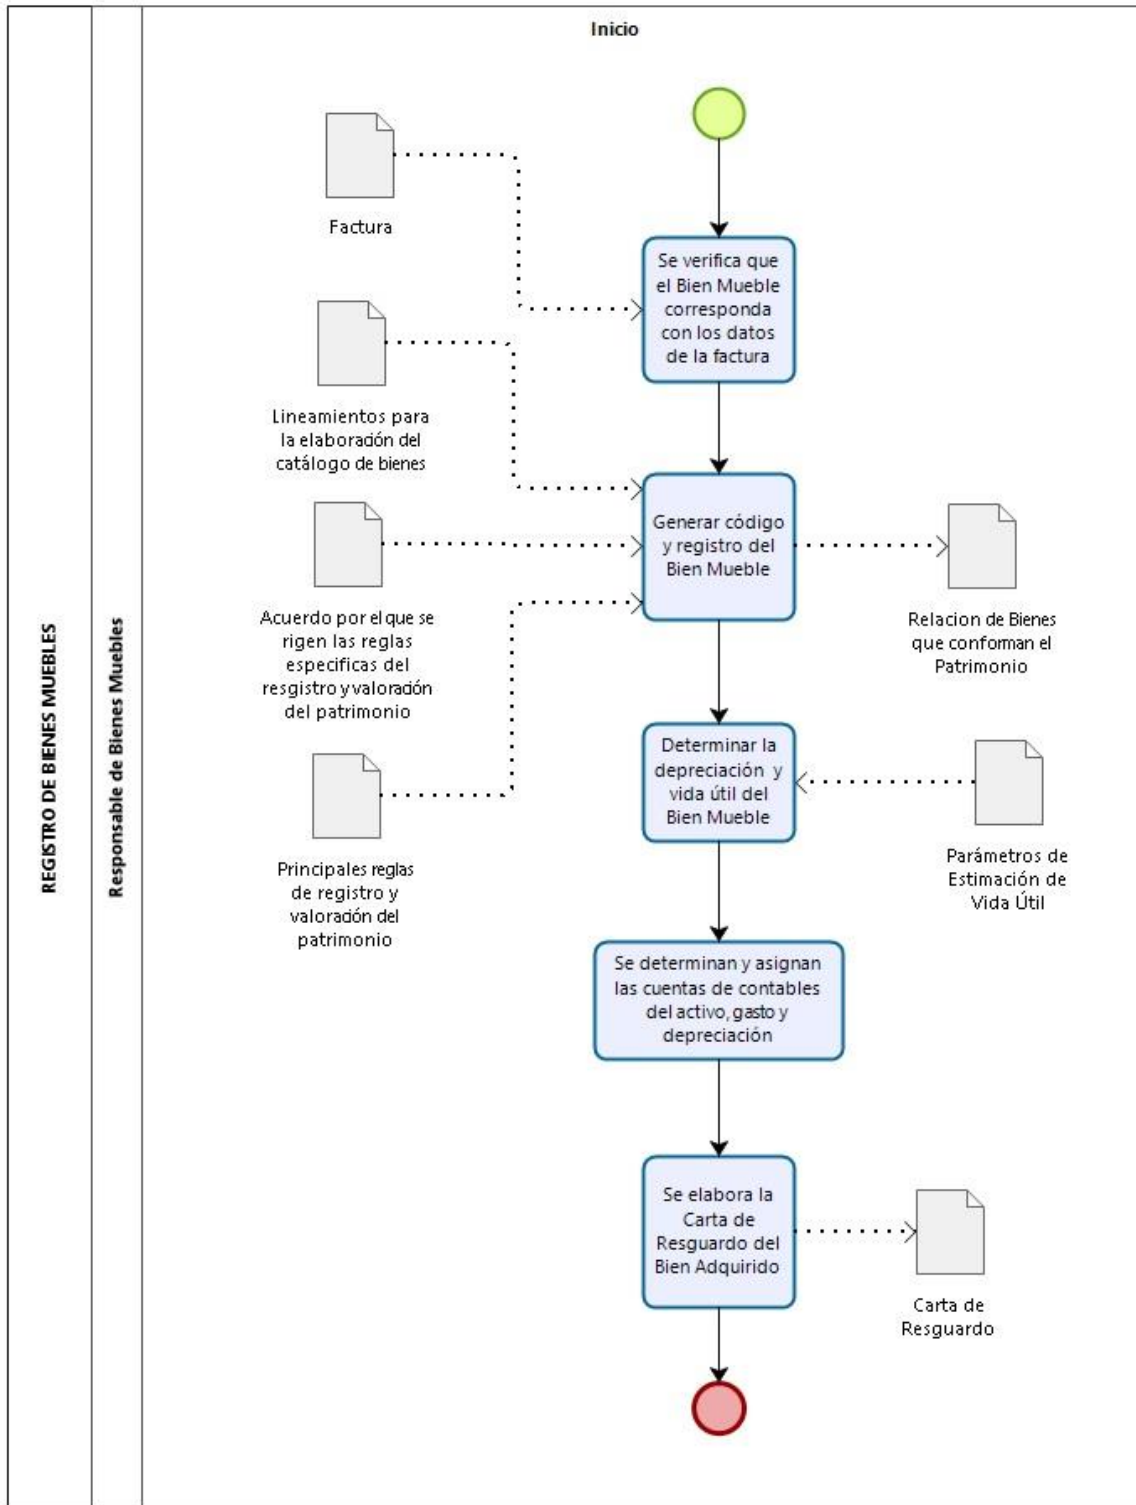 Inicio
REGISTRO DE BIENES MUEBLES
Responsable de Bienes Muebles
Factura
Se verifica que
el Bien Mueble
corresponda
con los datos
de la factura
Lineamientos para
la elaboración del
catálogo de bienes
Generar código
y registro del
Bien Mueble
Acuerdo por el que se
rigen las reglas
especificas del
resgistro y valoración
del patrimonio
Relacion de Bienes
que conforman el
Patrimonio
Determinar la
depreciación y
vida útil del
Bien Mueble
Principales reglas
de registro y
valoración del
patrimonio
Parámetros de
Estimación de
Vida Útil
Se determinan y asignan
las cuentas de contables
del activo, gasto y
depreciación
Se elabora la
Carta de
Resguardo del
Bien Adquirido
Carta de
Resguardo